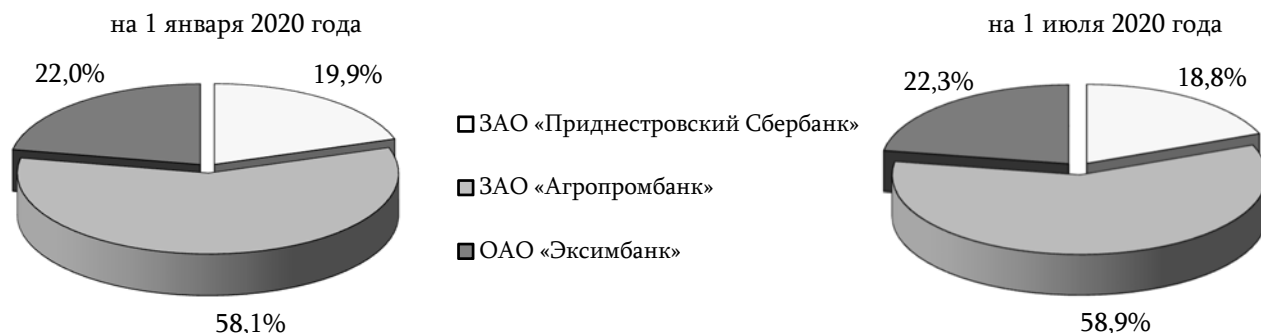 на 1 января 2020 года
22,0%
19,9%
58,1%
ЗАО «Приднестровский Сбербанк»
ЗАО «Агропромбанк»
ОАО «Эксимбанк»
на 1 июля 2020 года
22,3%
18,8%
58,9%